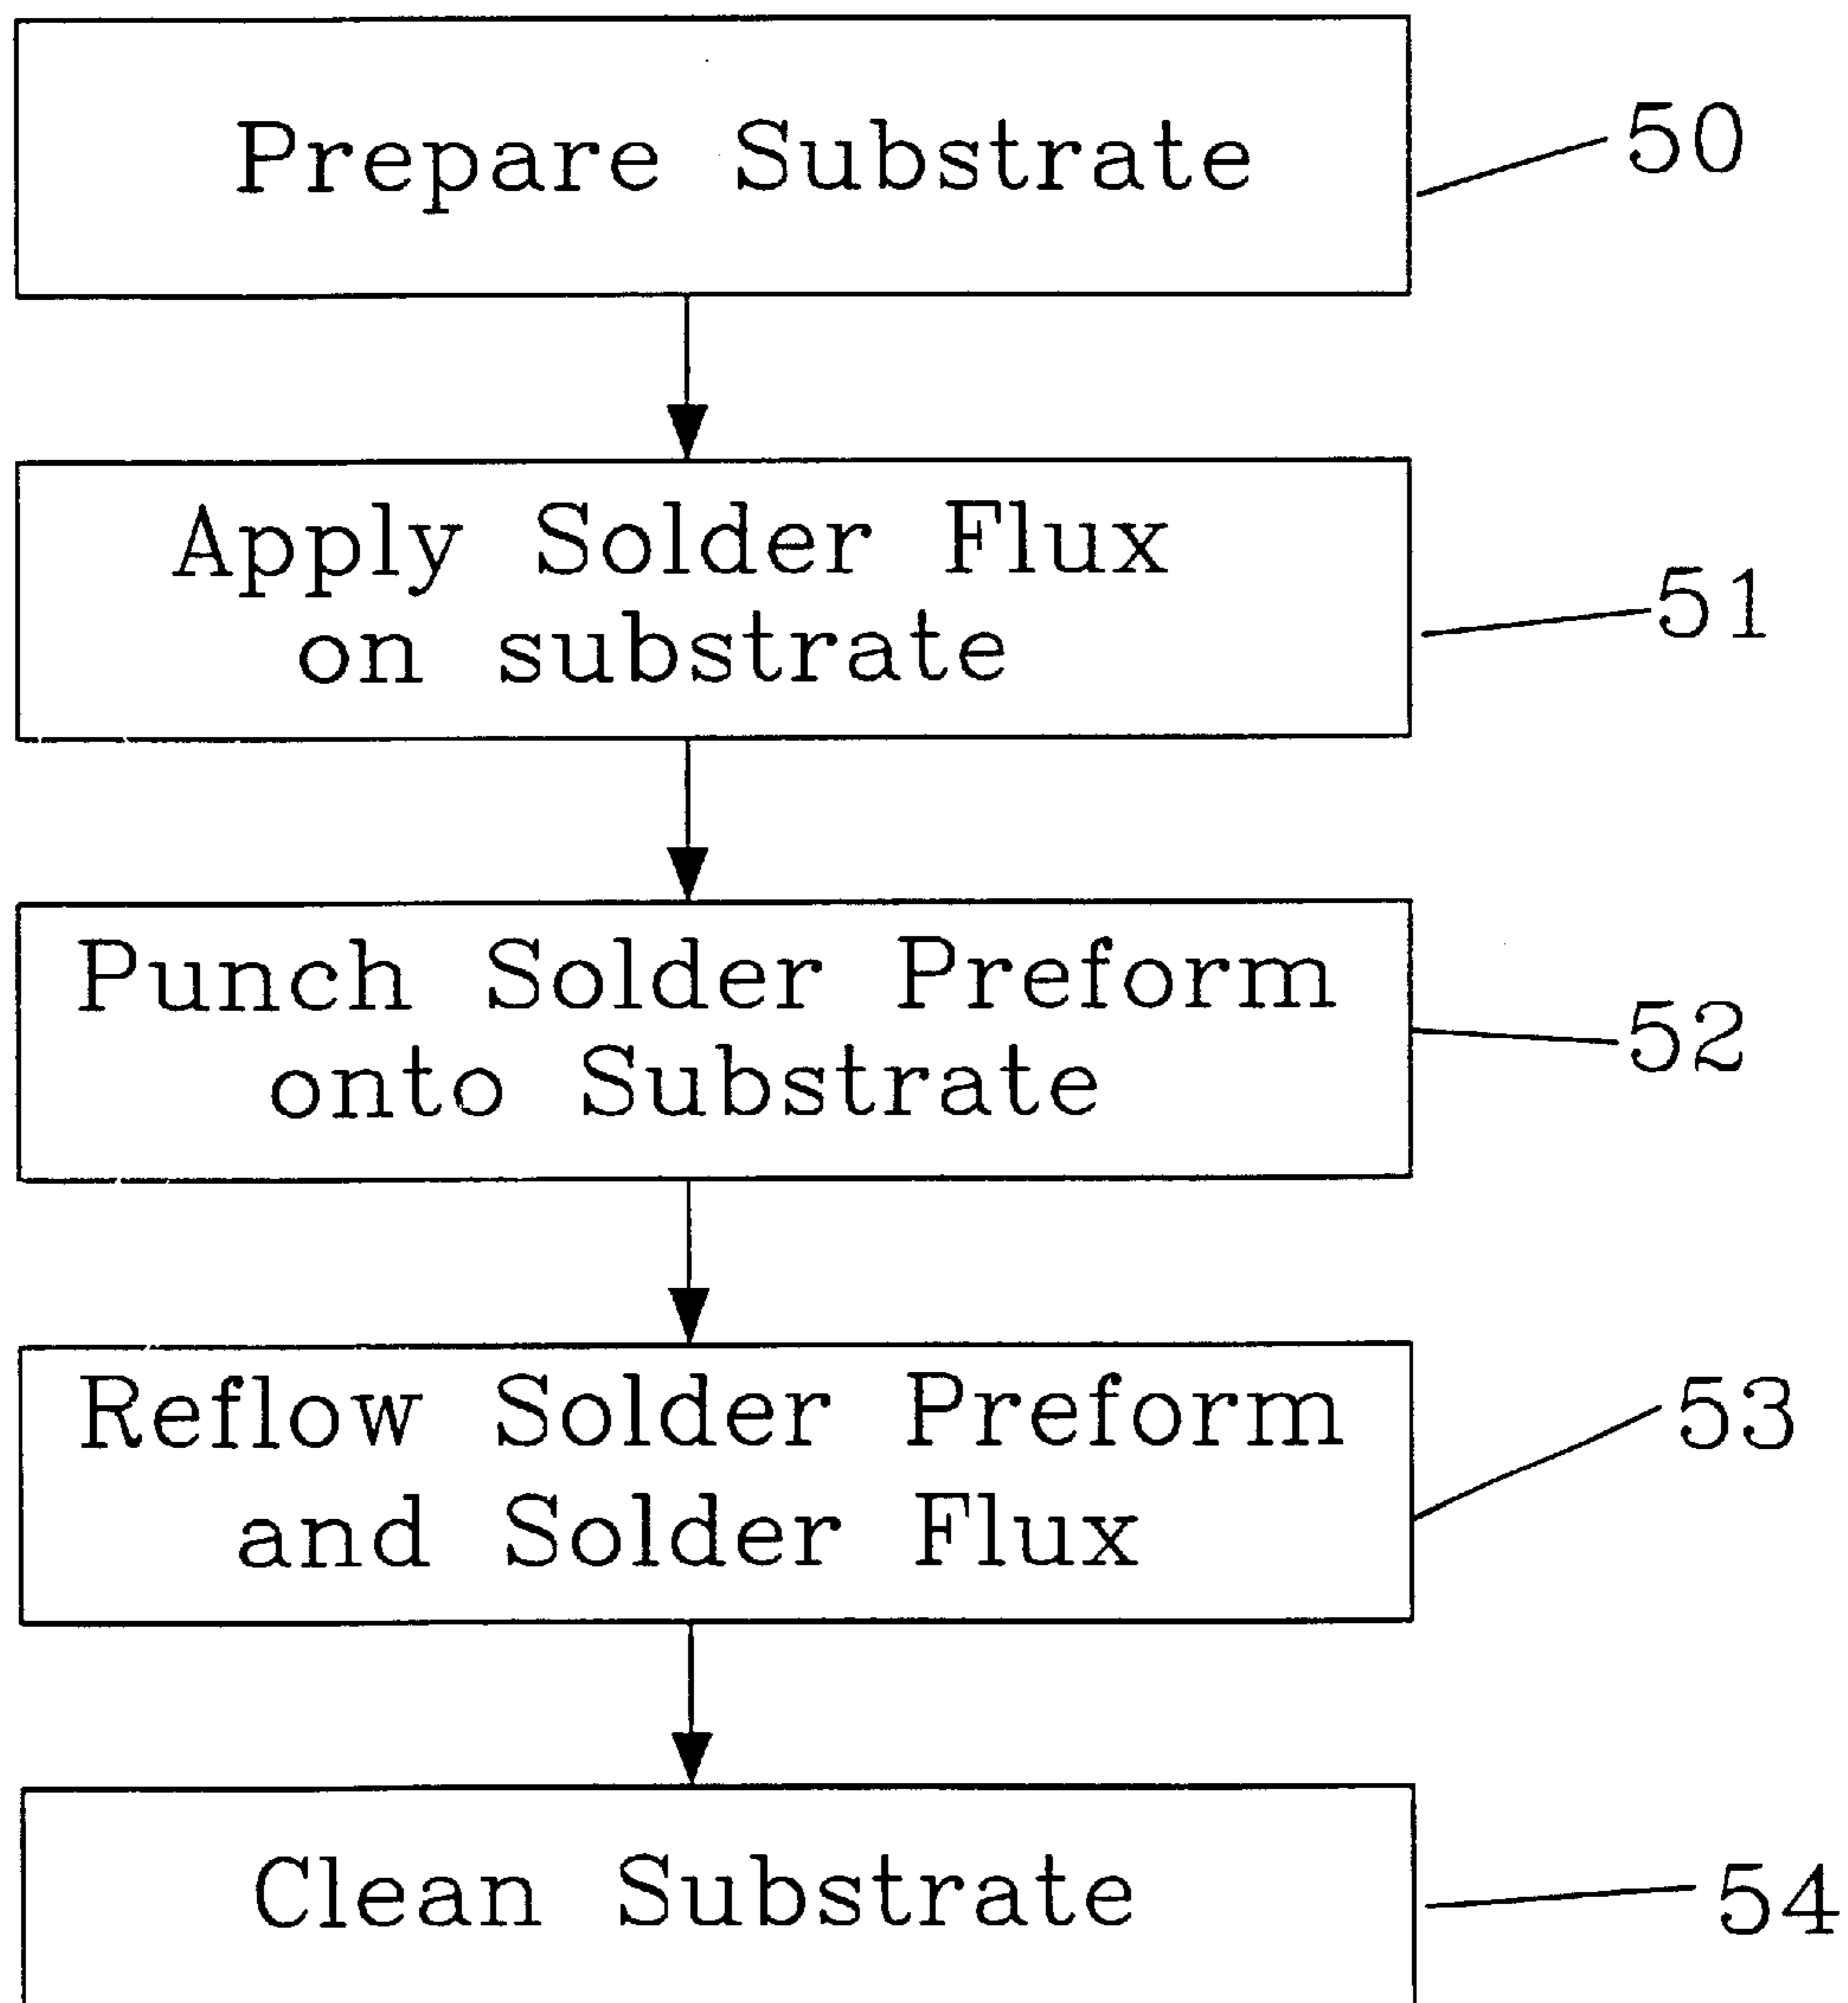 Prepare Substrate
50
Apply Solder Flux
on substrate
51
Punch Solder Preform
onto Substrate
52
Reflow Solder Preform
and Solder Flux
53
Clean Substrate
54